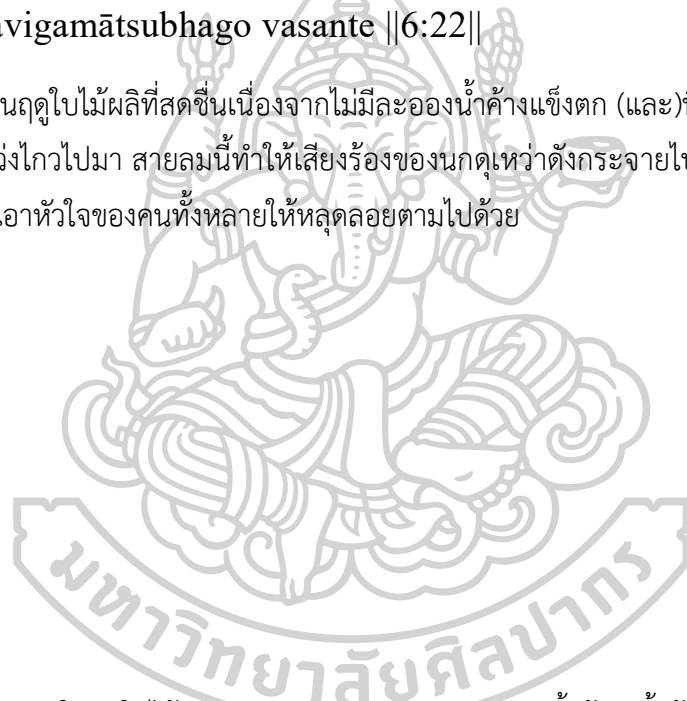 vigamātsubhago vasante ||6:22||
นฤดูใบไม้ผลิที่สดชื่นเนื่องจากไม่มีละอองน้ำค้างแข็งตก (และ)
ว่งไกวไปมา สายลมนี้ทำให้เสียงร้องของนกดุเหว่าดังกระจายไป
เอาหัวใจของคนทั้งหลายให้หลุดลอยตามไปด้วย
มหาวิทยาลัยศิลปากร